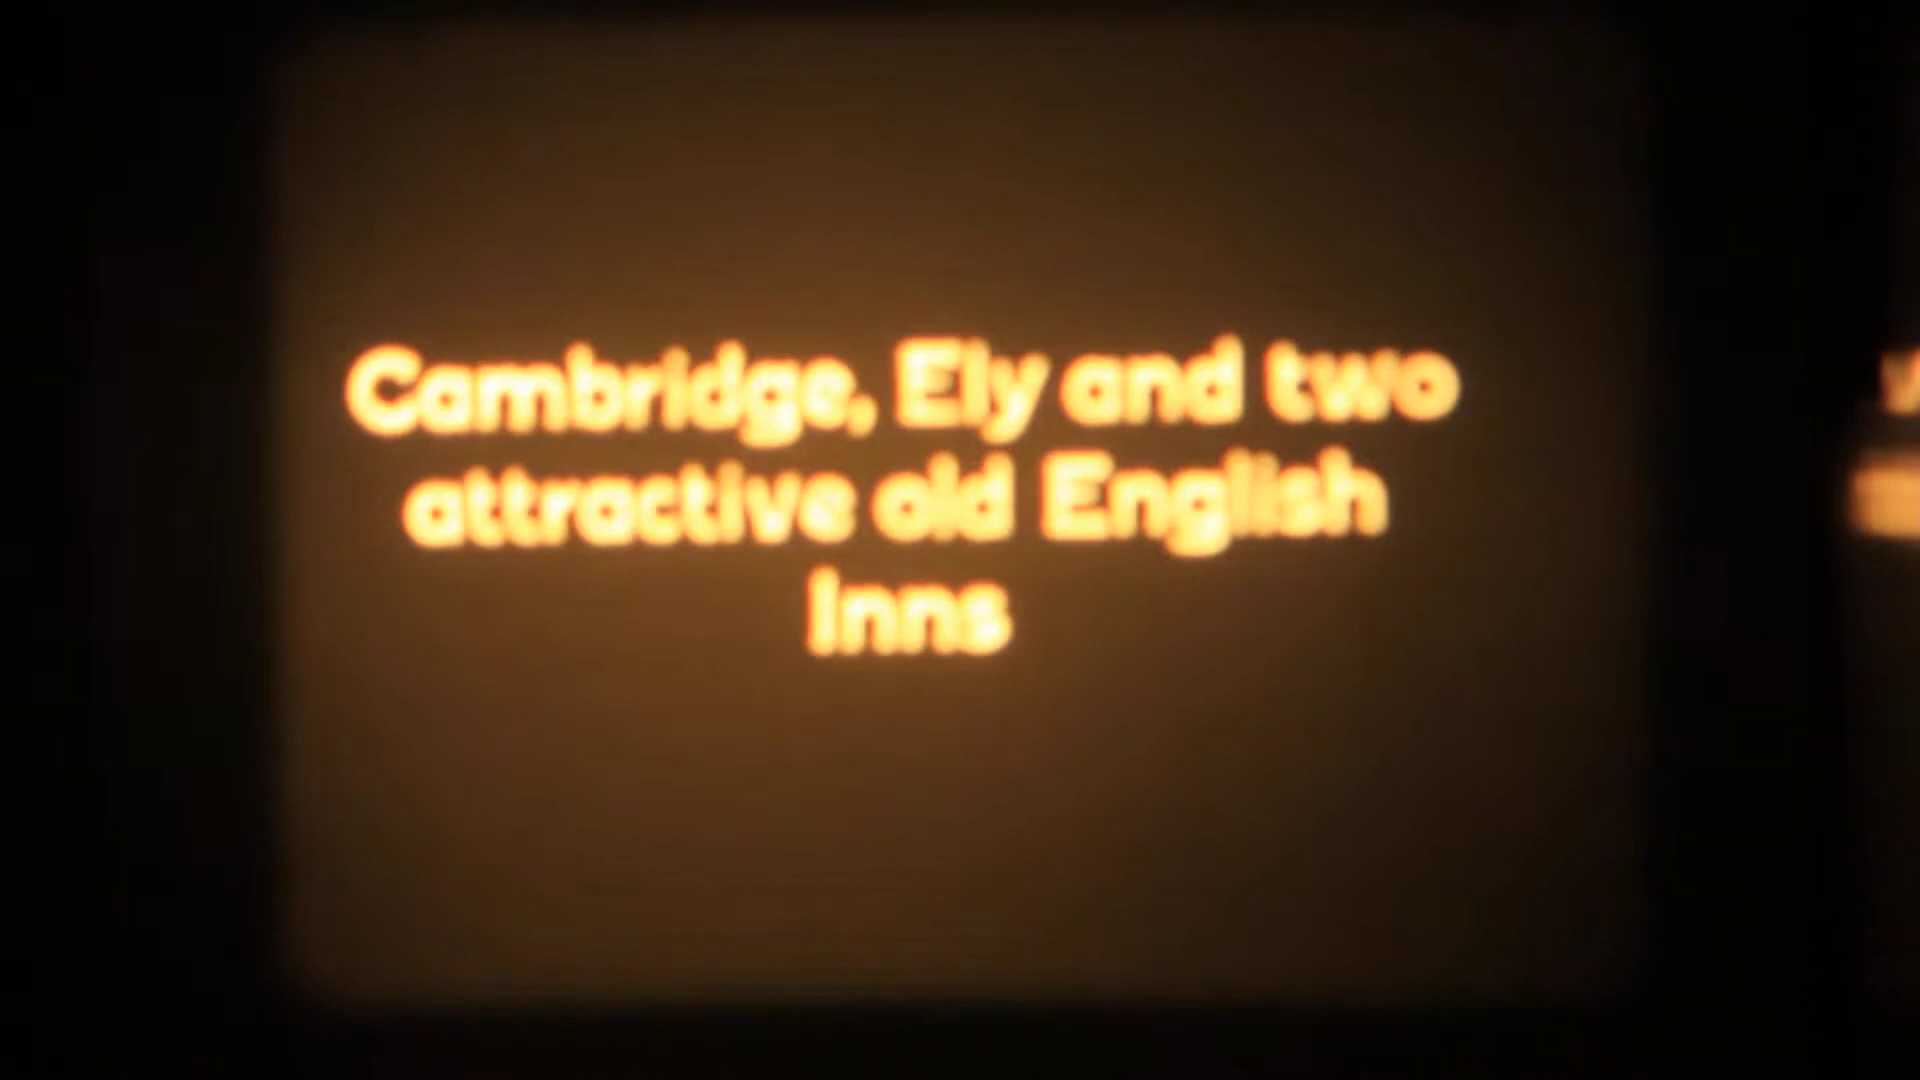 Cambridge, Ely and two
attractive old English
Inns